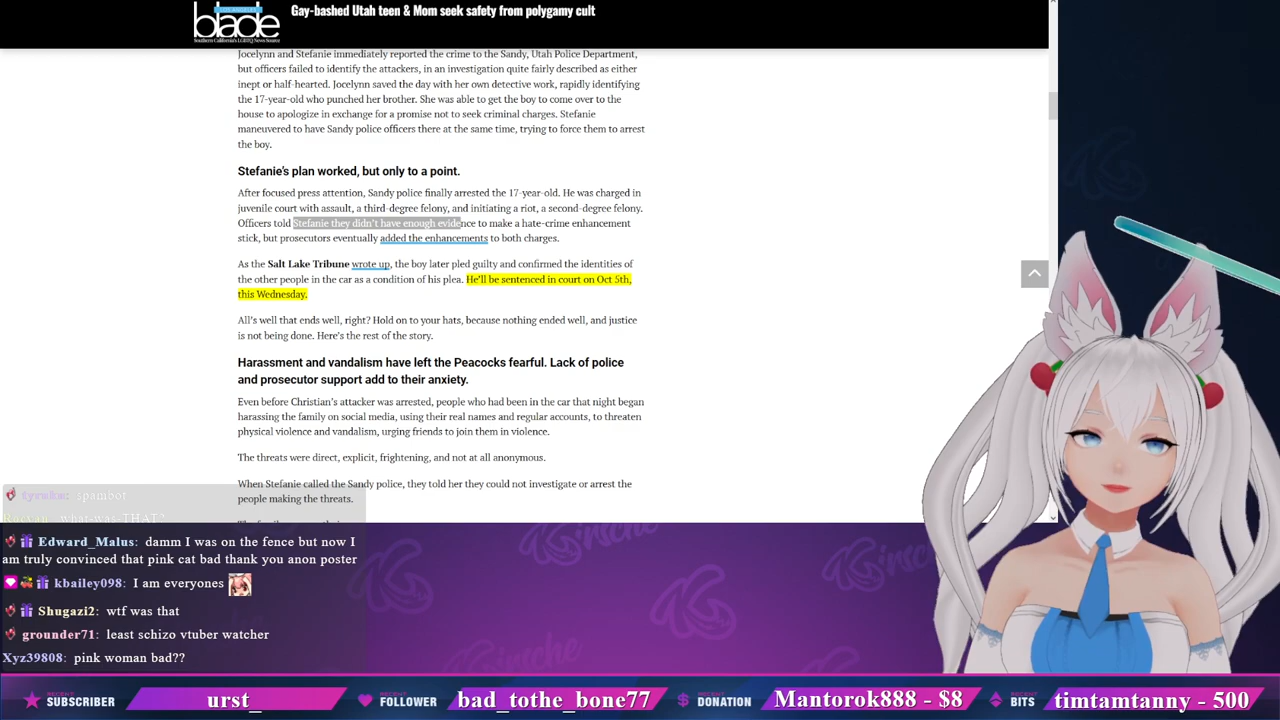 LOS ANGELES
blade
Southern California's LGBTQ News Source
Gay-bashed Utah teen & Mom seek safety from polygamy cult
Jocelynn and Stefanie immediately reported the crime to the Sandy, Utah Police Department,
but officers failed to identify the attackers, in an investigation quite fairly described as either
inept or half-hearted. Jocelynn saved the day with her own detective work, rapidly identifying
the 17-year-old who punched her brother. She was able to get the boy to come over to the
house to apologize in exchange for a promise not to seek criminal charges. Stefanie
maneuvered to have Sandy police officers there at the same time, trying to force them to arrest
the boy.
Stefanie's plan worked, but only to a point.
After focused press attention, Sandy police finally arrested the 17-year-old. He was charged in
juvenile court with assault, a third-degree felony, and initiating a riot, a second-degree felony.
Officers told Stefanie they didn't have enough evidence to make a hate-crime enhancement
stick, but prosecutors eventually added the enhancements to both charges.
As the Salt Lake Tribune wrote up, the boy later pled guilty and confirmed the identities of
the other people in the car as a condition of his plea. He'll be sentenced in court on Oct 5th,
this Wednesday.
All's well that ends well, right? Hold on to your hats, because nothing ended well, and justice
is not being done. Here's the rest of the story.
Harassment and vandalism have left the Peacocks fearful. Lack of police
and prosecutor support add to their anxiety.
Even before Christian's attacker was arrested, people who had been in the car that night began
harassing the family on social media, using their real names and regular accounts, to threaten
physical violence and vandalism, urging friends to join them in violence.
The threats were direct, explicit, frightening, and not at all anonymous.
When Stefanie called the Sandy police, they told her they could not investigate or arrest the
people making the threats.
spambot
what-was-THAT?
Edward_Malus: damm I was on the fence but now I
am truly convinced that pink cat bad thank you anon poster
kbailey098: I am everyones
Shugazi2: wtf was that
grounder71: least schizo vtuber watcher
Xyz39808: pink woman bad??
RECENT SUBSCRIBER urst_
RECENT FOLLOWER bad_tothe_bone77
RECENT DONATION Mantorok888 - $8
RECENT BITS timtamtanny - 500